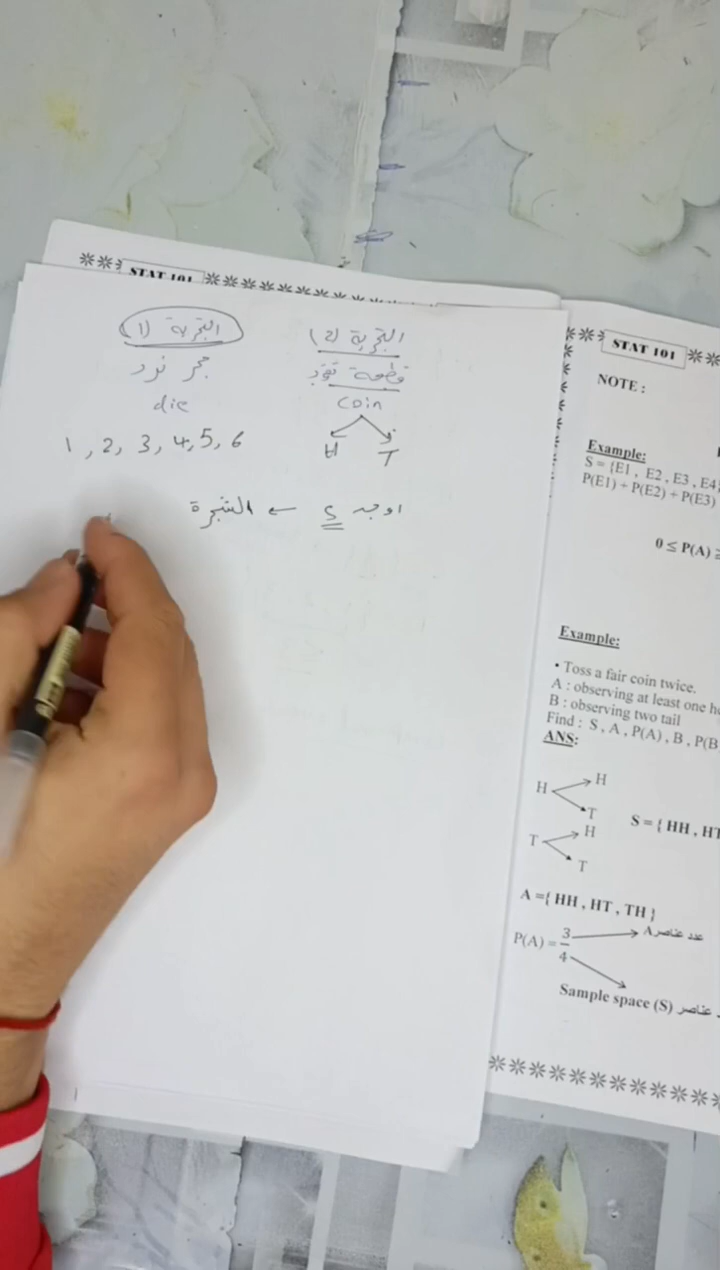 STAT 101
التجربة (1)
حجر نرد
die
1 , 2 , 3 , 4 , 5 , 6
التجربة (2)
قطعة نقود
Coin
H T
اوجد S ← الشجرة
STAT 101
NOTE :
Example:
S = {E1 , E2 , E3 , E4
P(E1) + P(E2) + P(E3)
0 ≤ P(A) ≥
Example:
• Toss a fair coin twice.
A : observing at least one
B : observing two tail
Find : S , A , P(A) , B , P(B
ANS:
H H
T
T H
T
S = { HH , HT
A ={ HH , HT , TH }
P(A) = 3/4
عدد عناصر A
Sample space (S) عناصر